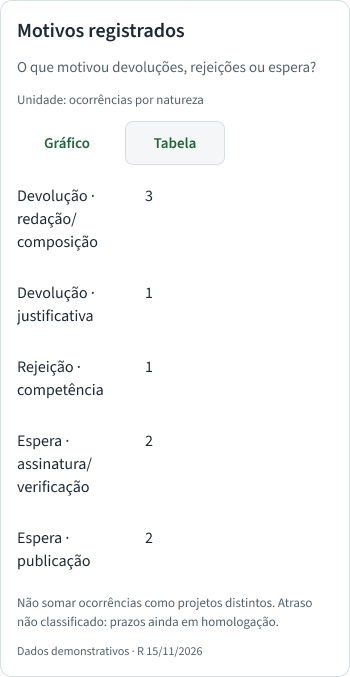 Motivos registrados
O que motivou devoluções, rejeições ou espera?
Unidade: ocorrências por natureza
Gráfico Tabela
Devolução · 3
redação/
composição
Devolução · 1
justificativa
Rejeição · 1
competência
Espera · 2
assinatura/
verificação
Espera · 2
publicação
Não somar ocorrências como projetos distintos. Atraso
não classificado: prazos ainda em homologação.
Dados demonstrativos · R 15/11/2026